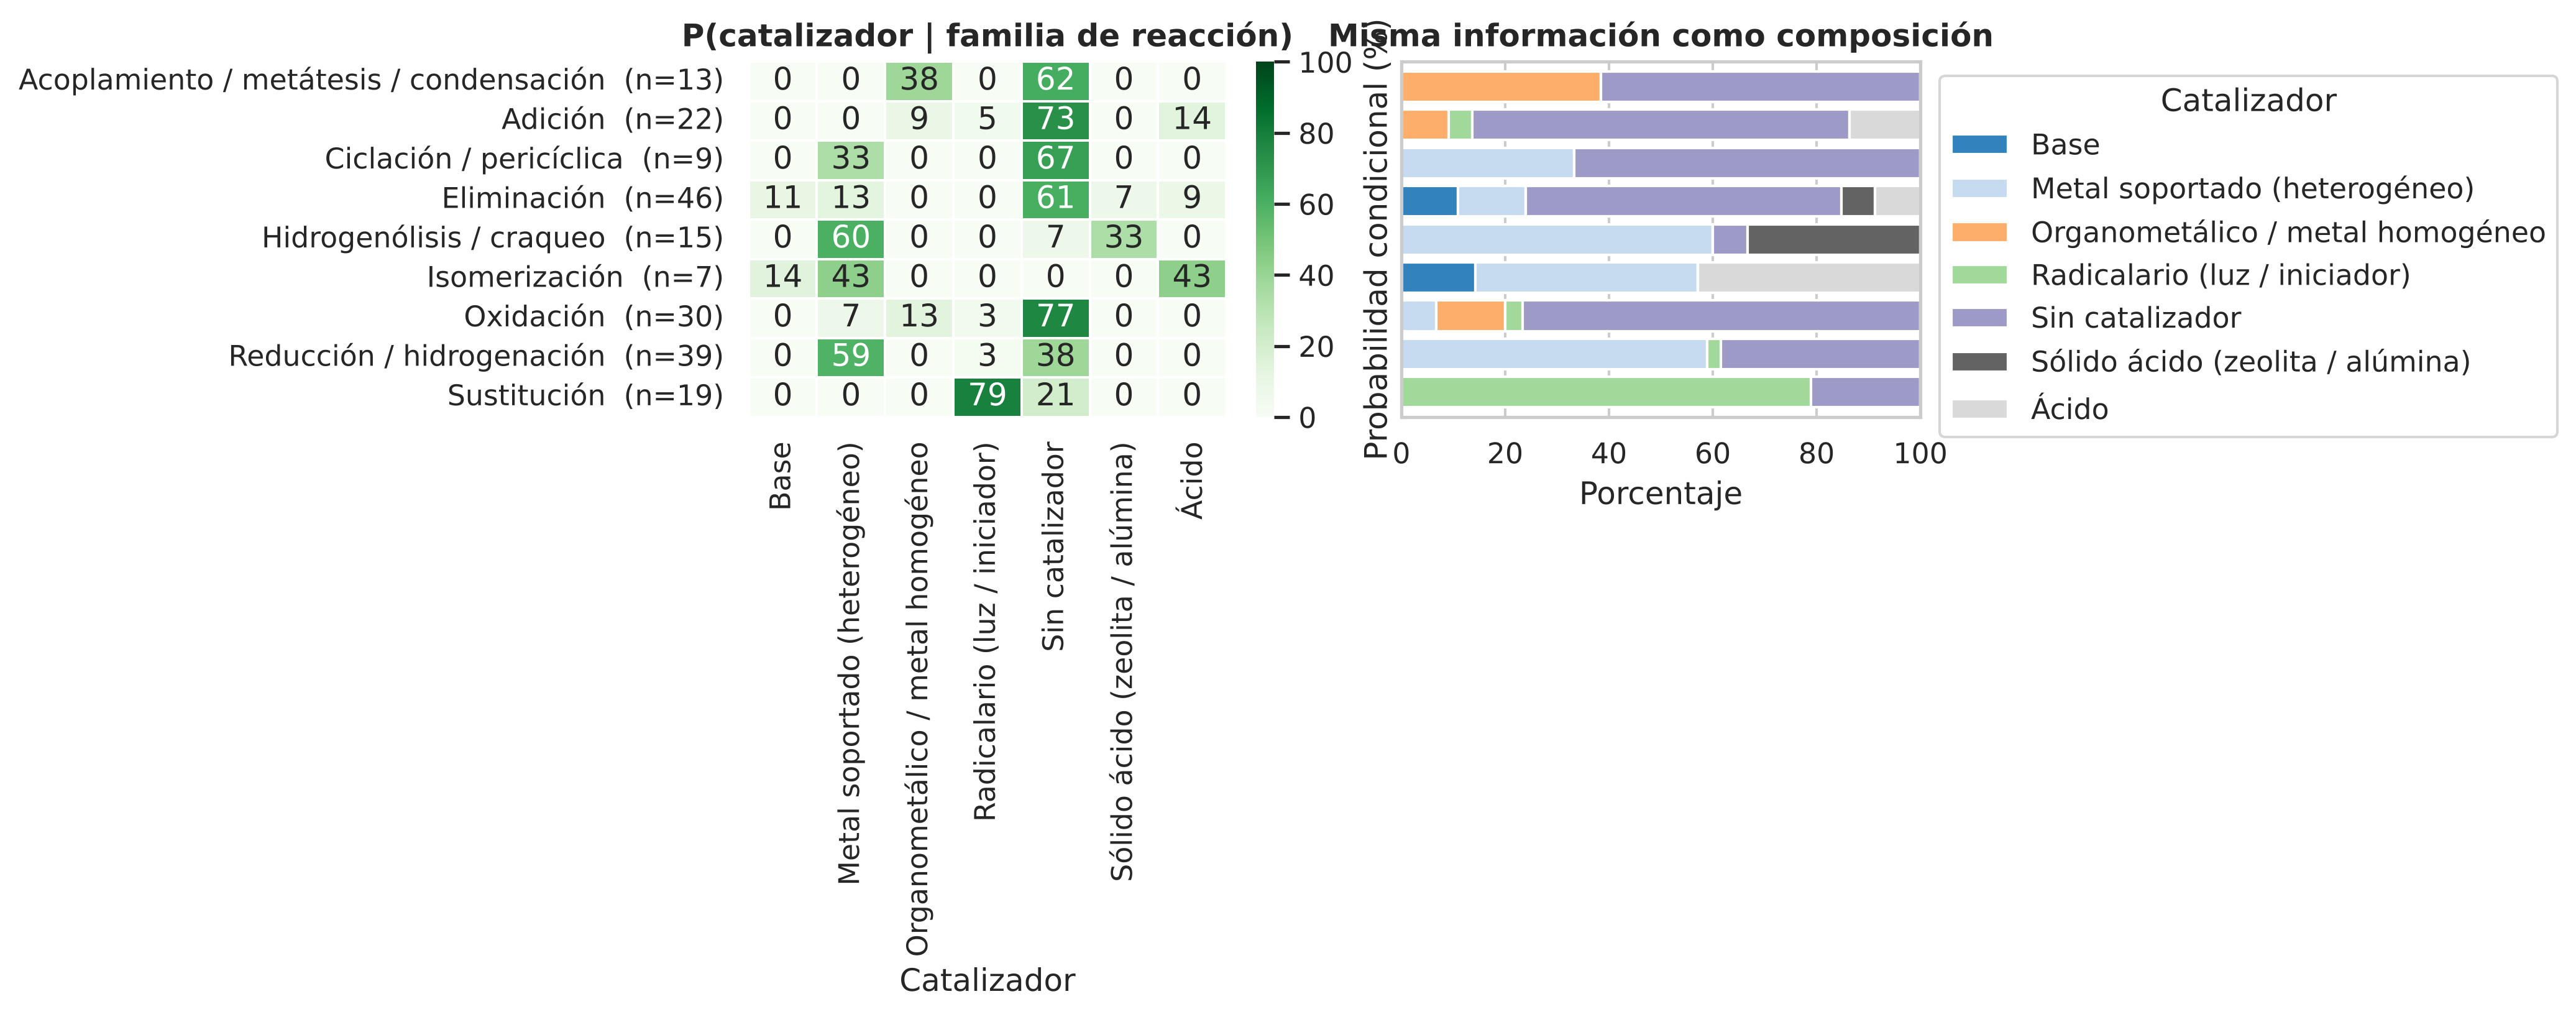 P(catalizador | familia de reacción)
Acoplamiento / metátesis / condensación (n=13) 0 0 38 0 62 0 0
Adición (n=22) 0 0 9 5 73 0 14
Ciclación / pericíclica (n=9) 0 33 0 0 67 0 0
Eliminación (n=46) 11 13 0 0 61 7 9
Hidrogenólisis / craqueo (n=15) 0 60 0 0 7 33 0
Isomerización (n=7) 14 43 0 0 0 0 43
Oxidación (n=30) 0 7 13 3 77 0 0
Reducción / hidrogenación (n=39) 0 59 0 3 38 0 0
Sustitución (n=19) 0 0 0 79 21 0 0
Base
Metal soportado (heterogéneo)
Organometálico / metal homogéneo
Radicalario (luz / iniciador)
Sin catalizador
Sólido ácido (zeolita / alúmina)
Ácido
Catalizador
100
80
60
40
20
0
Probabilidad condicional (%)
Misma información como composición
0 20 40 60 80 100
Porcentaje
Catalizador
Base
Metal soportado (heterogéneo)
Organometálico / metal homogéneo
Radicalario (luz / iniciador)
Sin catalizador
Sólido ácido (zeolita / alúmina)
Ácido